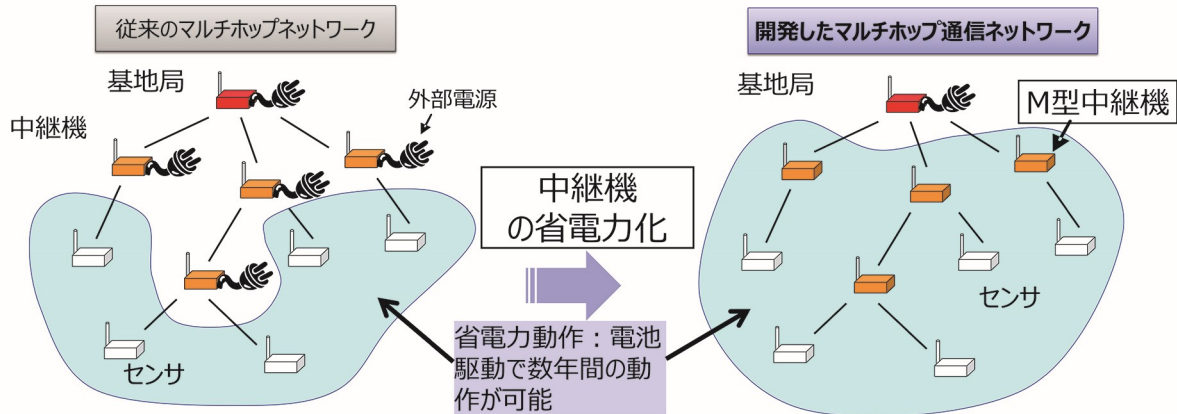 従来のマルチホップネットワーク
基地局
外部電源
中継機
センサ
中継機
の省電力化
省電力動作：電池
駆動で数年間の動
作が可能
開発したマルチホップ通信ネットワーク
基地局
M型中継機
センサ